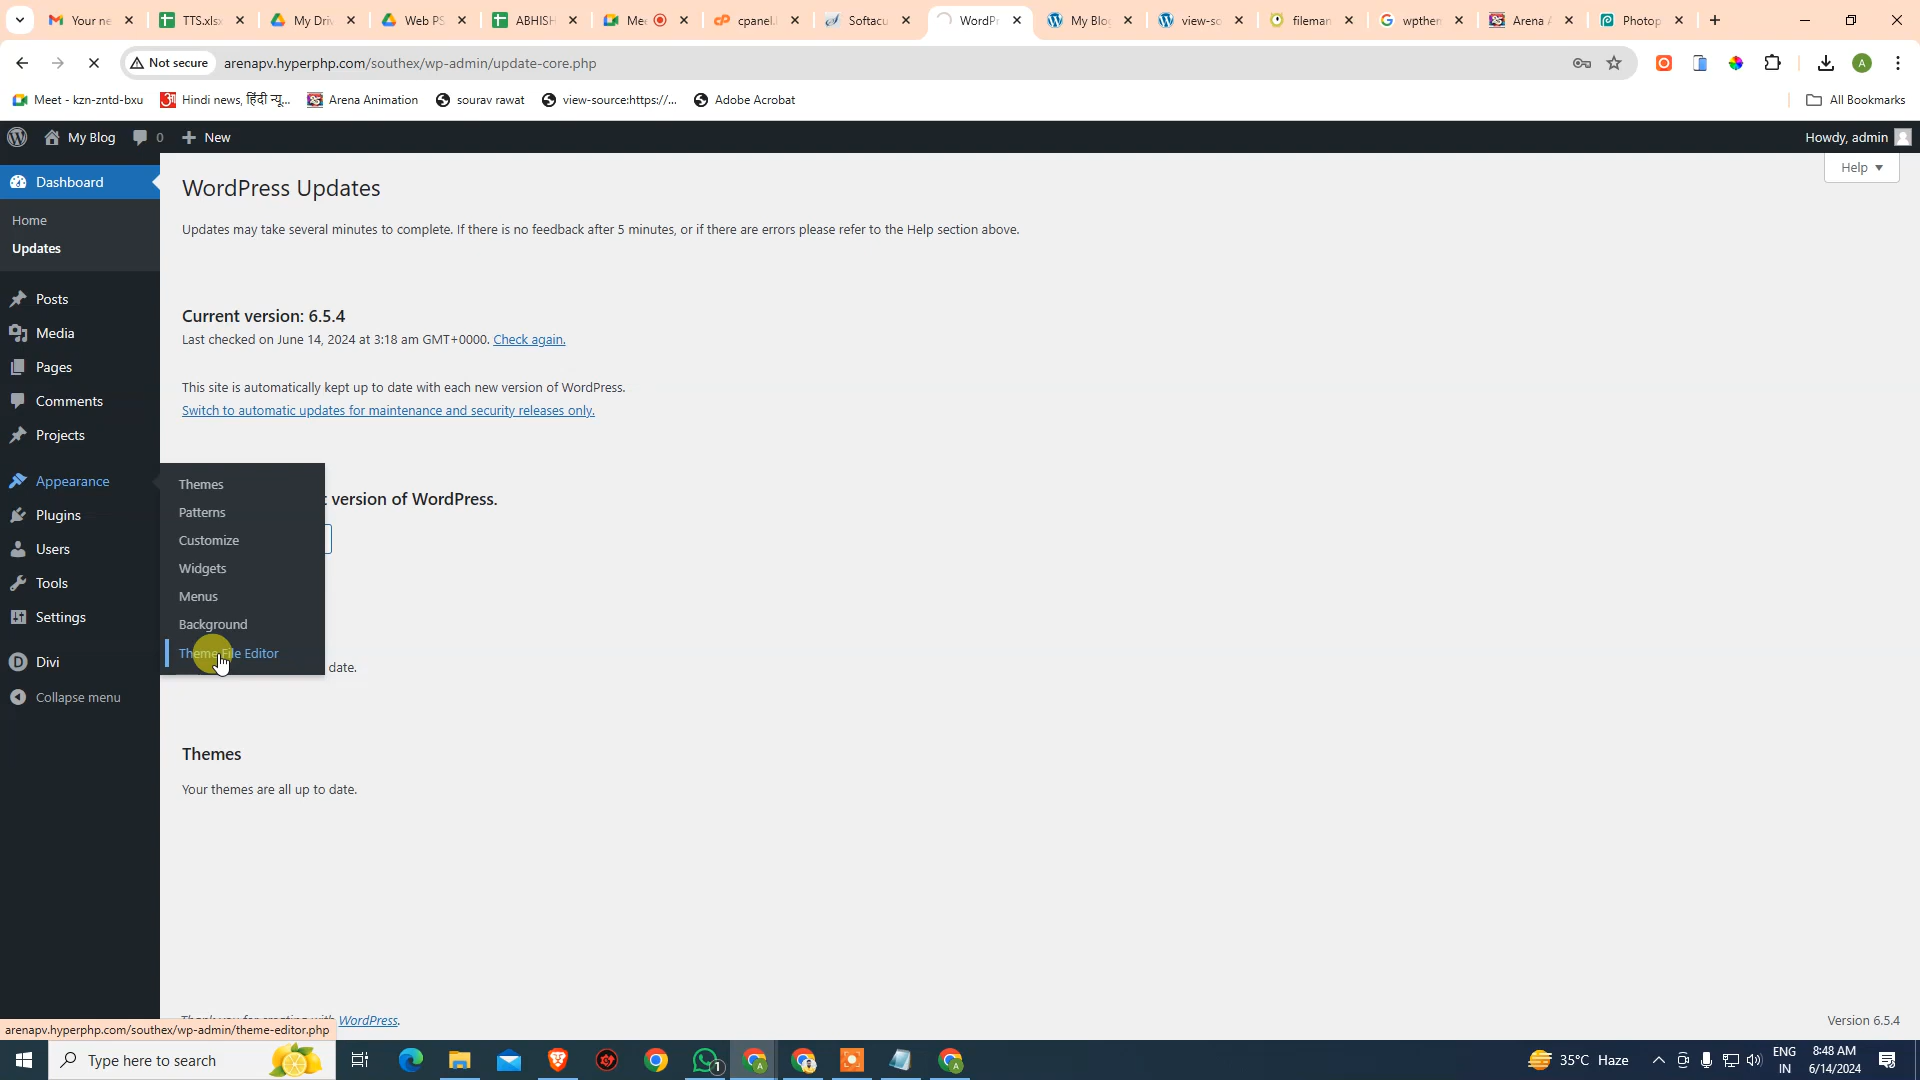 Your ne
TTS.xlsx
My Driv
Web PS
ABHISH
Mee
cpanel.
Softacu
WordPr
My Blog
view-so
fileman
wpthem
Arena A
Photop
Not secure
arenapv.hyperphp.com/southex/wp-admin/update-core.php
Meet - kzn-zntd-bxu
Hindi news, हिंदी न्यू...
Arena Animation
sourav rawat
view-source:https://...
Adobe Acrobat
All Bookmarks
My Blog
0
New
Howdy, admin
Dashboard
Home
Updates
Posts
Media
Pages
Comments
Projects
Appearance
Plugins
Users
Tools
Settings
Divi
Collapse menu
Themes
Patterns
Customize
Widgets
Menus
Background
Theme File Editor
Help
WordPress Updates
Updates may take several minutes to complete. If there is no feedback after 5 minutes, or if there are errors please refer to the Help section above.
Current version: 6.5.4
Last checked on June 14, 2024 at 3:18 am GMT+0000. Check again.
This site is automatically kept up to date with each new version of WordPress.
Switch to automatic updates for maintenance and security releases only.
version of WordPress.
date.
Themes
Your themes are all up to date.
WordPress.
Version 6.5.4
arenapv.hyperphp.com/southex/wp-admin/theme-editor.php
Type here to search
1
35°C Haze
ENG
IN
8:48 AM
6/14/2024